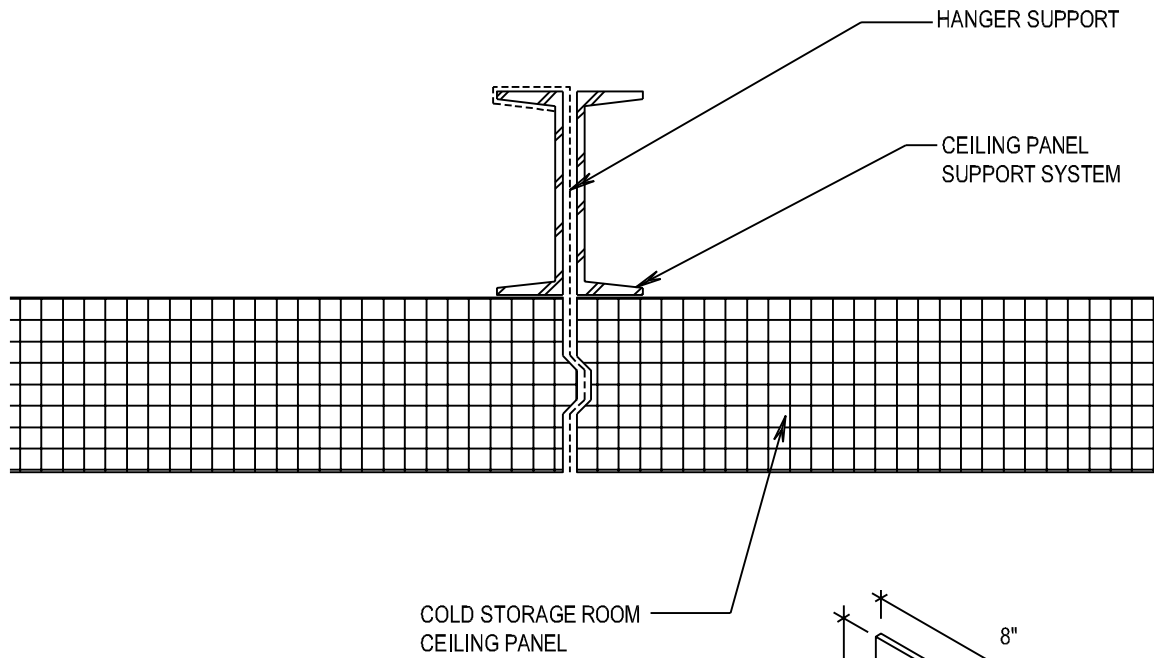 HANGER SUPPORT
CEILING PANEL
SUPPORT SYSTEM
COLD STORAGE ROOM
CEILING PANEL
8"